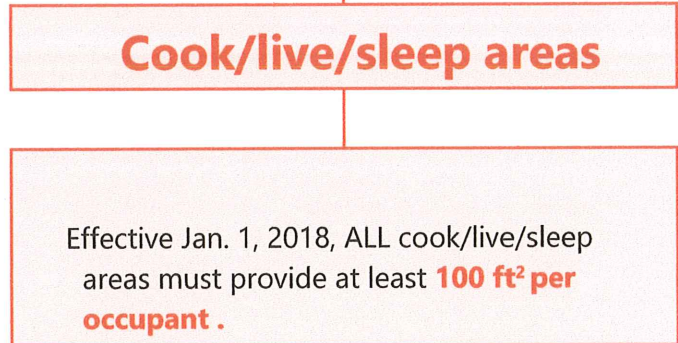 Cook/live/sleep areas
Effective Jan. 1, 2018, ALL cook/live/sleep
areas must provide at least 100 ft² per
occupant .